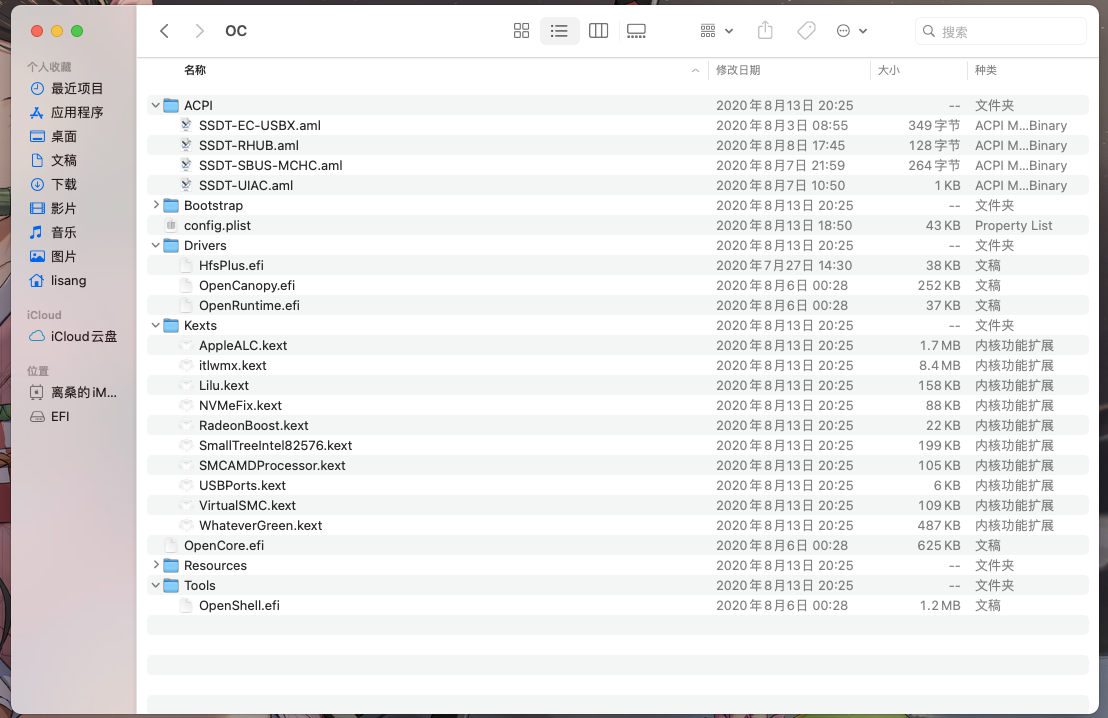 OC
搜索
个人收藏
最近项目
应用程序
桌面
文稿
下载
影片
音乐
图片
lisang
iCloud
iCloud云盘
位置
离桑的 iM...
EFI
名称 修改日期 大小 种类
ACPI 2020年8月13日 20:25 -- 文件夹
SSDT-EC-USBX.aml 2020年8月3日 08:55 349 字节 ACPI M...Binary
SSDT-RHUB.aml 2020年8月8日 17:45 128 字节 ACPI M...Binary
SSDT-SBUS-MCHC.aml 2020年8月7日 21:59 264 字节 ACPI M...Binary
SSDT-UIAC.aml 2020年8月7日 10:50 1 KB ACPI M...Binary
Bootstrap 2020年8月13日 20:25 -- 文件夹
config.plist 2020年8月13日 18:50 43 KB Property List
Drivers 2020年8月13日 20:25 -- 文件夹
HfsPlus.efi 2020年7月27日 14:30 38 KB 文稿
OpenCanopy.efi 2020年8月6日 00:28 252 KB 文稿
OpenRuntime.efi 2020年8月6日 00:28 37 KB 文稿
Kexts 2020年8月13日 20:25 -- 文件夹
AppleALC.kext 2020年8月13日 20:25 1.7 MB 内核功能扩展
itlwmx.kext 2020年8月13日 20:25 8.4 MB 内核功能扩展
Lilu.kext 2020年8月13日 20:25 158 KB 内核功能扩展
NVMeFix.kext 2020年8月13日 20:25 88 KB 内核功能扩展
RadeonBoost.kext 2020年8月13日 20:25 22 KB 内核功能扩展
SmallTreeIntel82576.kext 2020年8月13日 20:25 199 KB 内核功能扩展
SMCAMDProcessor.kext 2020年8月13日 20:25 105 KB 内核功能扩展
USBPorts.kext 2020年8月13日 20:25 6 KB 内核功能扩展
VirtualSMC.kext 2020年8月13日 20:25 109 KB 内核功能扩展
WhateverGreen.kext 2020年8月13日 20:25 487 KB 内核功能扩展
OpenCore.efi 2020年8月6日 00:28 625 KB 文稿
Resources 2020年8月13日 20:25 -- 文件夹
Tools 2020年8月13日 20:25 -- 文件夹
OpenShell.efi 2020年8月6日 00:28 1.2 MB 文稿